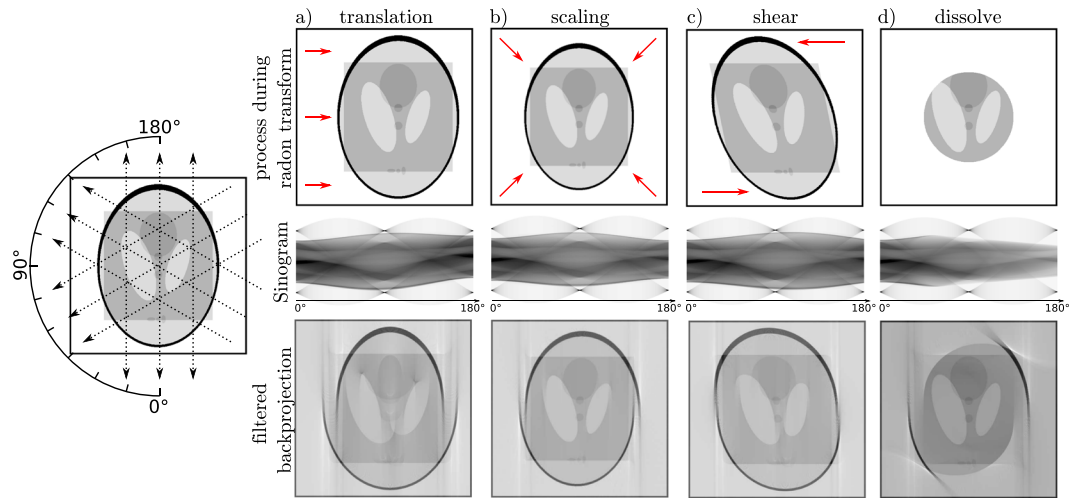 a) translation
b) scaling
c) shear
d) dissolve
process during
radon transform
180°
90°
0°
Sinogram
0° 180°
0° 180°
0° 180°
0° 180°
filtered
backprojection